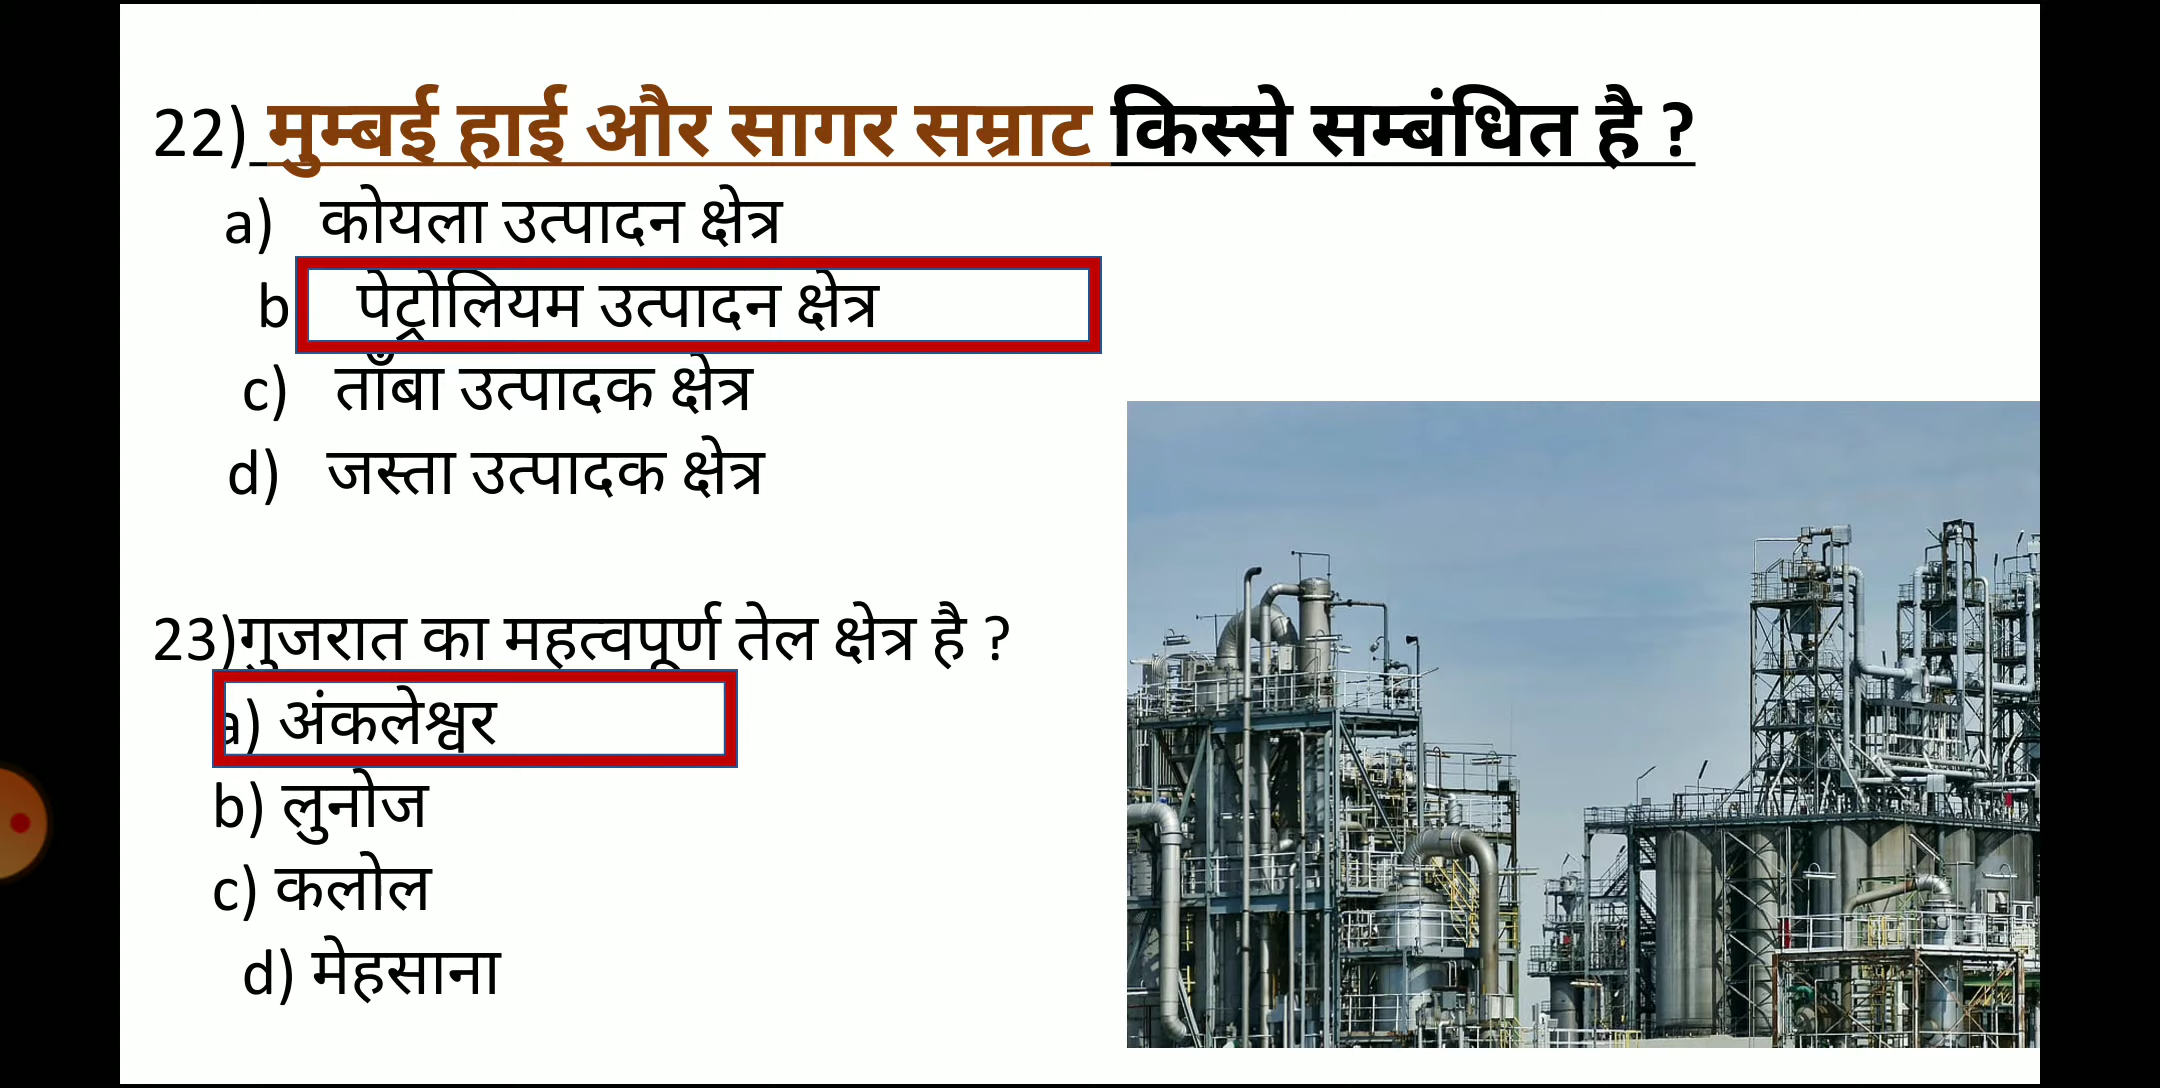 22) मुम्बई हाई और सागर सम्राट किस्से सम्बंधित है ?
a) कोयला उत्पादन क्षेत्र
b पेट्रोलियम उत्पादन क्षेत्र
c) ताँबा उत्पादक क्षेत्र
d) जस्ता उत्पादक क्षेत्र
23)गुजरात का महत्वपूर्ण तेल क्षेत्र है ?
a) अंकलेश्वर
b) लुनोज
c) कलोल
d) मेहसाना